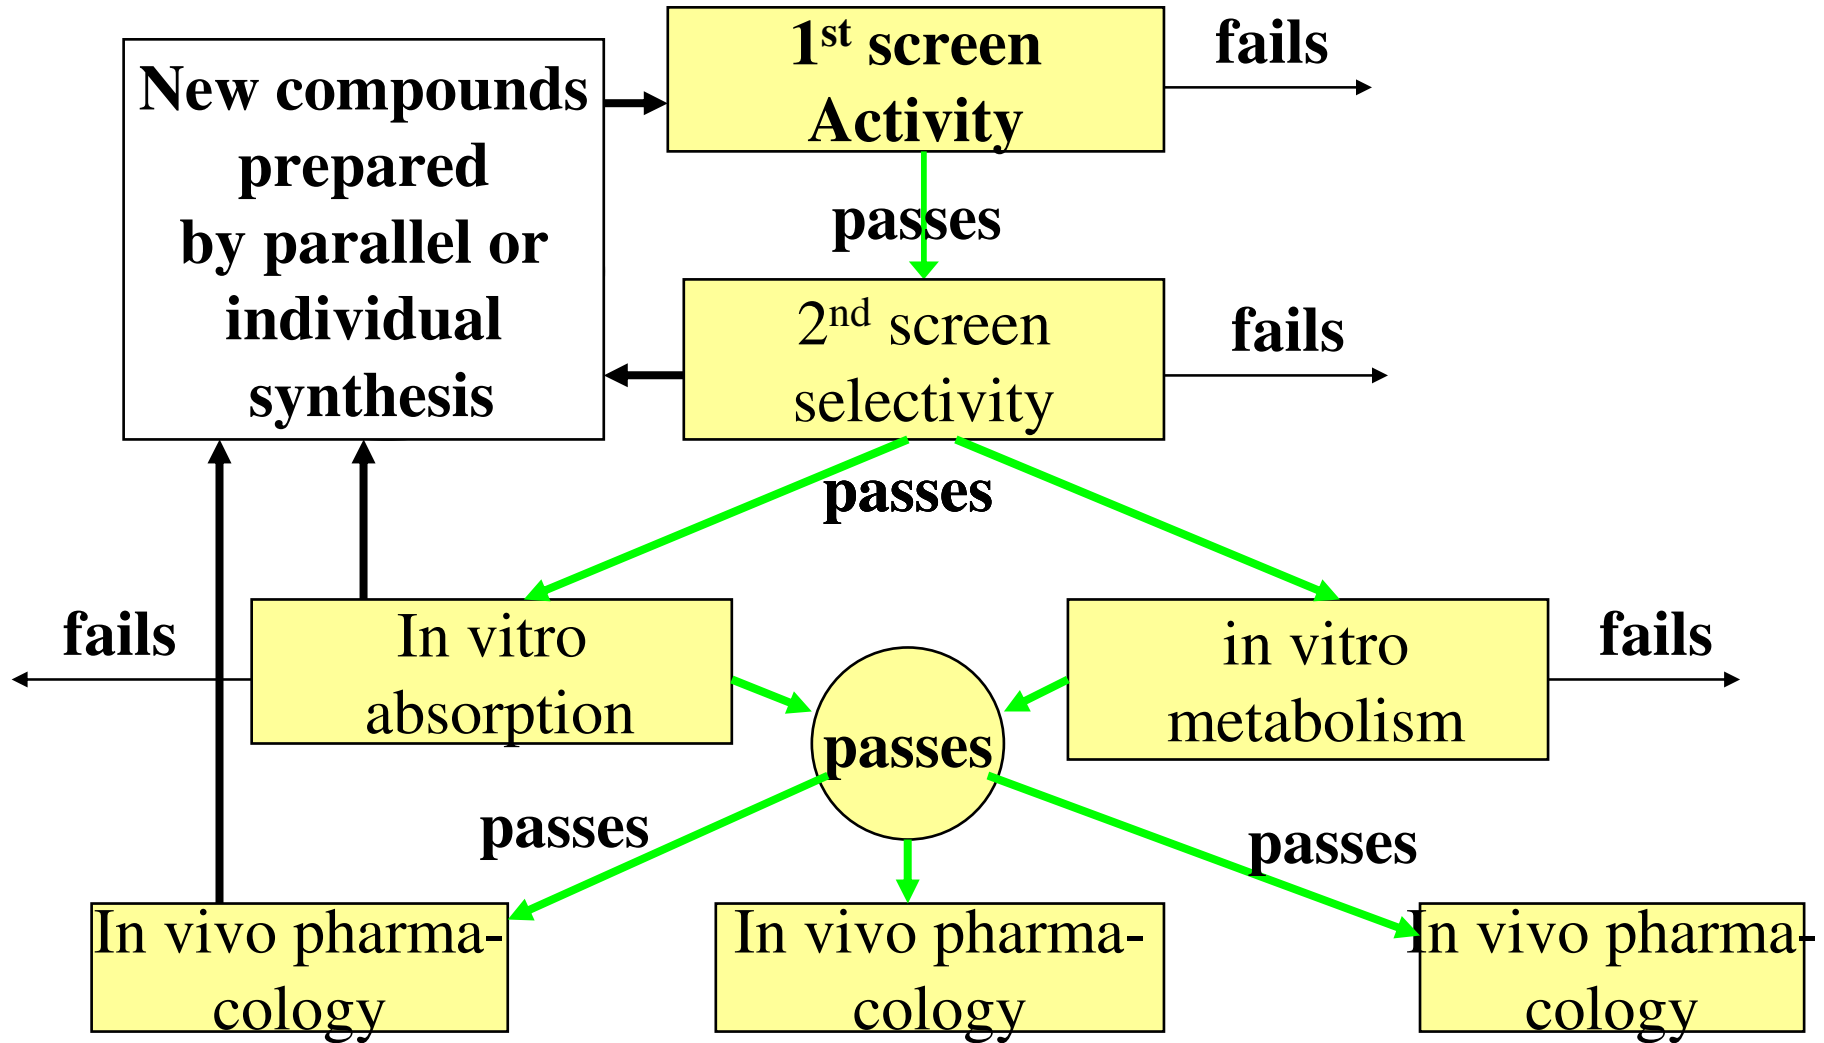 New compounds
prepared
by parallel or
individual
synthesis
1st screen
Activity
fails
passes
2nd screen
selectivity
fails
passes
fails
In vitro
absorption
passes
in vitro
metabolism
fails
passes
passes
In vivo pharma-
cology
In vivo pharma-
cology
In vivo pharma-
cology